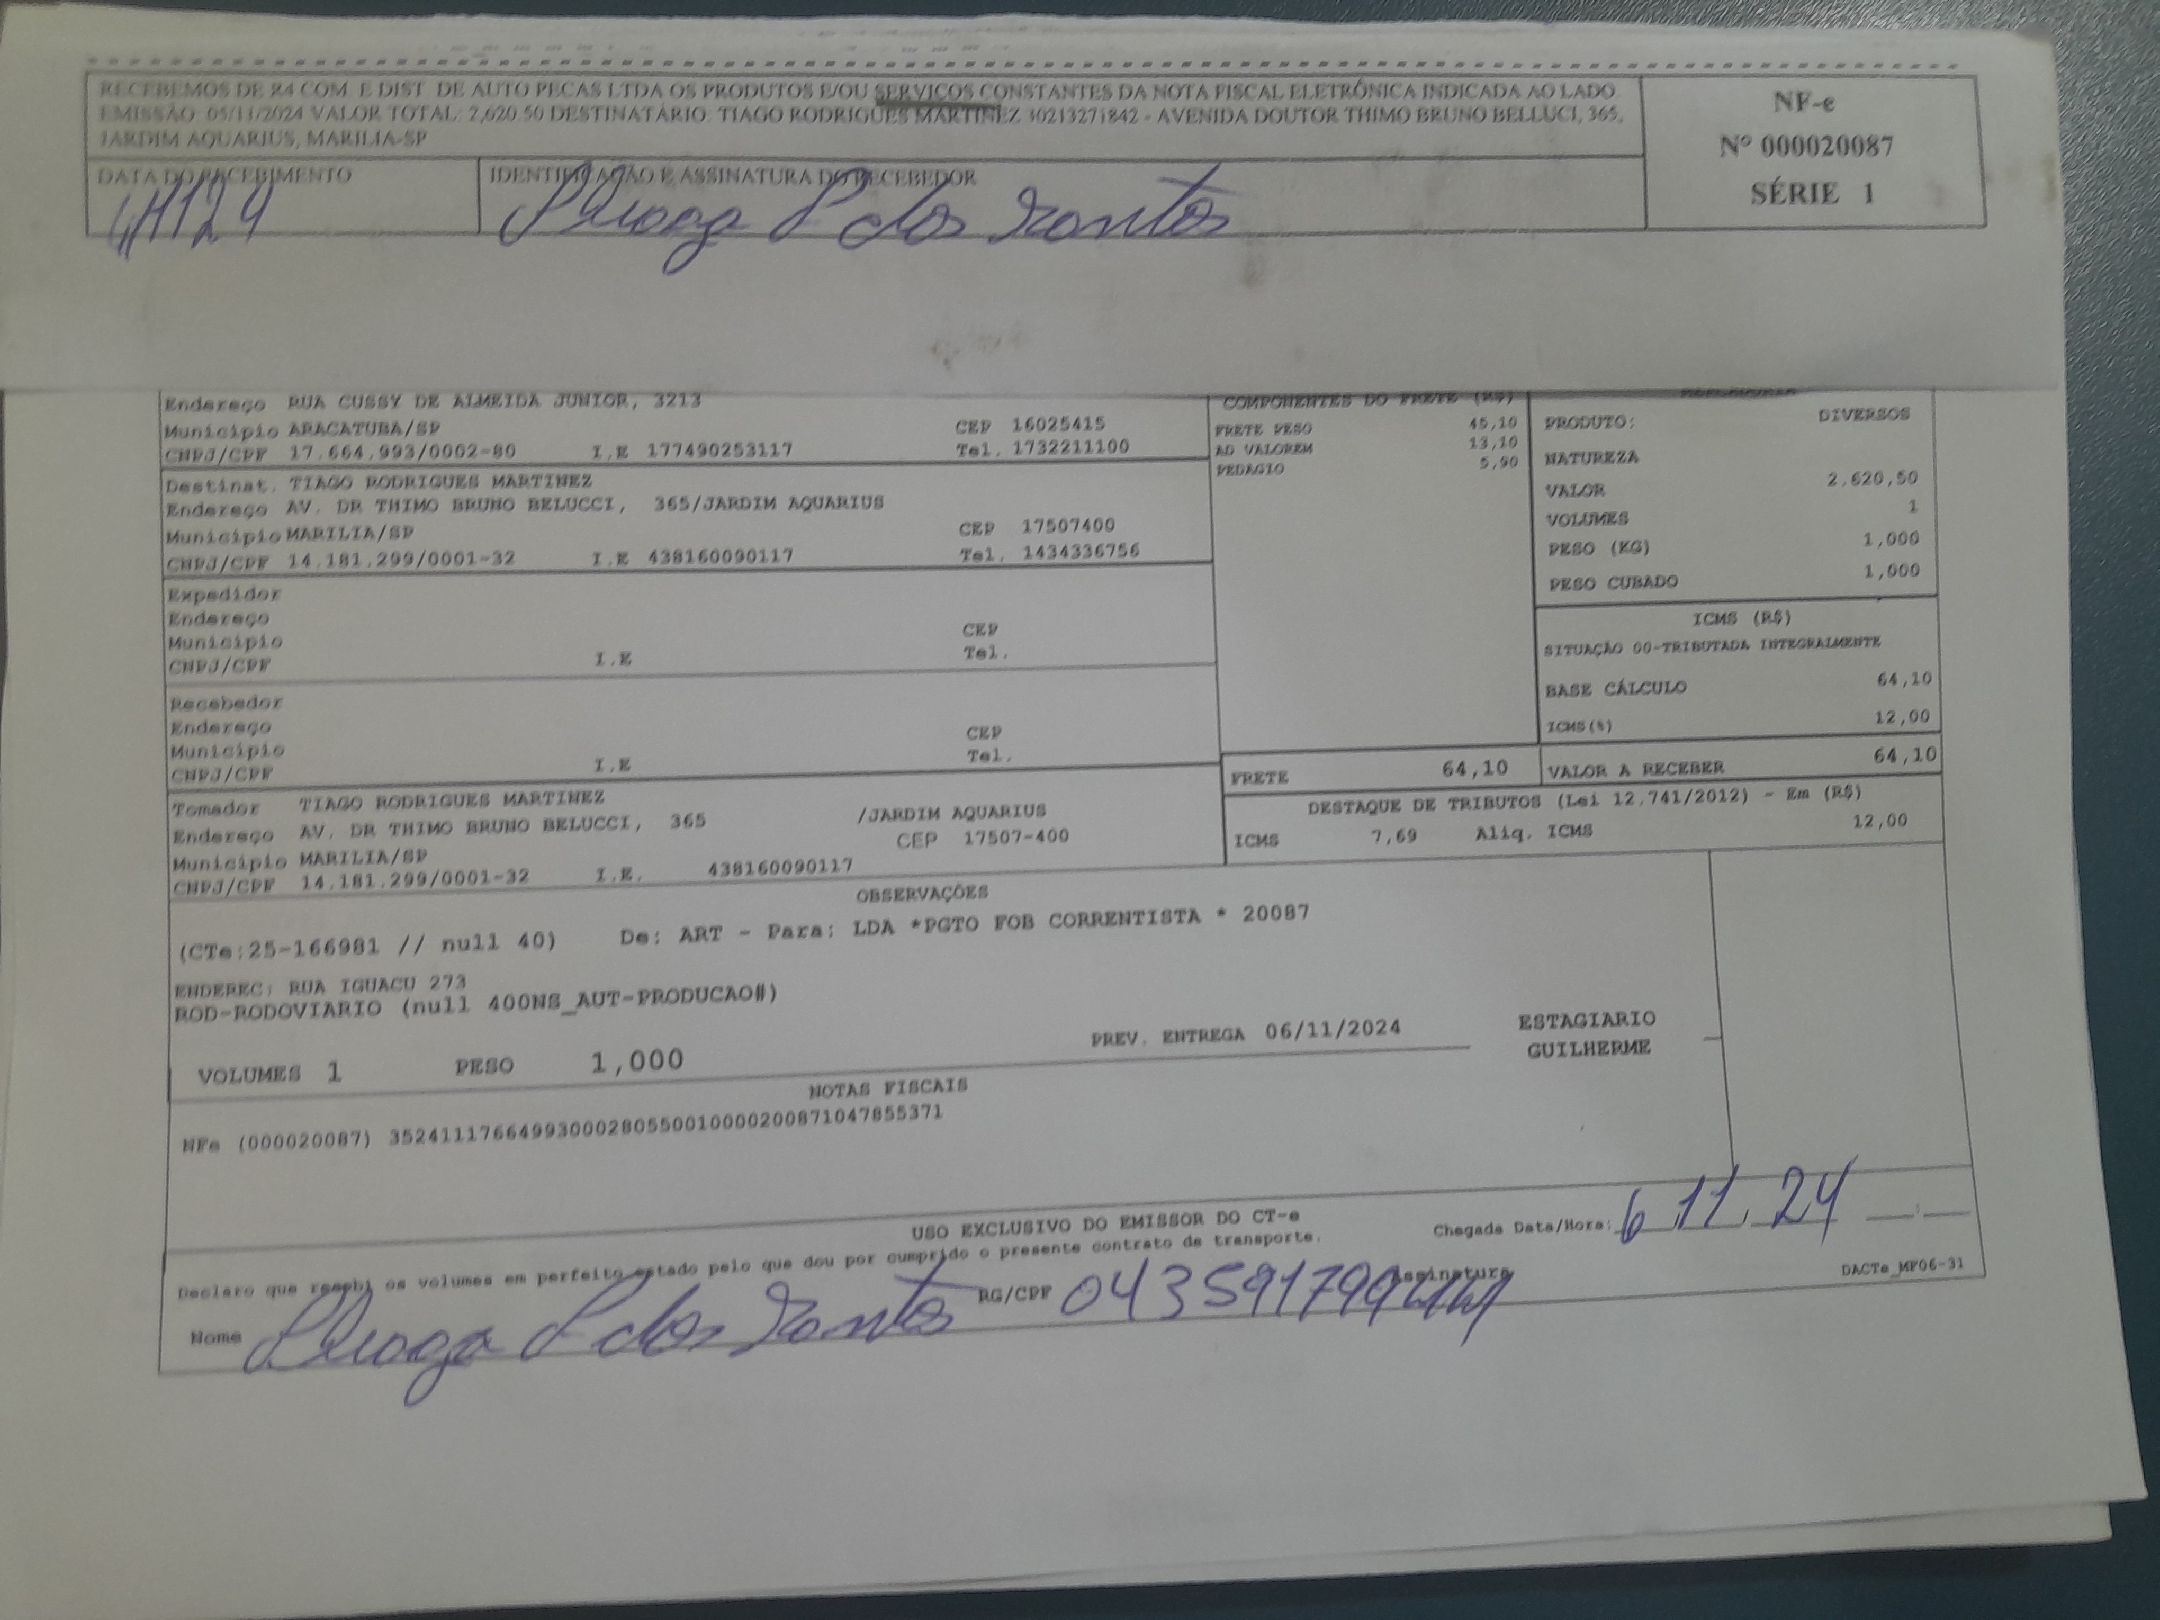 RECEBEMOS DE R4 COM. E DIST. DE AUTO PECAS LTDA OS PRODUTOS E/OU SERVIÇOS CONSTANTES DA NOTA FISCAL ELETRÔNICA INDICADA AO LADO.
EMISSÃO: 05/11/2024 VALOR TOTAL: 2,620.50 DESTINATÁRIO: TIAGO RODRIGUES MARTINEZ 30213271842 - AVENIDA DOUTOR THIMO BRUNO BELLUCI, 365,
JARDIM AQUARIUS, MARILIA-SP
NF-e
Nº 000020087
SÉRIE 1
DATA DO RECEBIMENTO
IDENTIFICAÇÃO E ASSINATURA DO RECEBEDOR
dos Santos
Endereço RUA CUSSY DE ALMEIDA JUNIOR, 3213
Município ARACATUBA/SP CEP 16025415
CNPJ/CPF 17.664.993/0002-80 I.E 177490253117 Tel. 1732211100
Destinat. TIAGO RODRIGUES MARTINEZ
Endereço AV. DR THIMO BRUNO BELUCCI, 365/JARDIM AQUARIUS
Município MARILIA/SP CEP 17507400
CNPJ/CPF 14.181.299/0001-32 I.E 438160090117 Tel. 1434336756
Expedidor
Endereço
Município CEP
CNPJ/CPF I.E Tel.
Recebedor
Endereço
Município CEP
CNPJ/CPF I.E Tel.
Tomador TIAGO RODRIGUES MARTINEZ
Endereço AV. DR THIMO BRUNO BELUCCI, 365 /JARDIM AQUARIUS
Município MARILIA/SP CEP 17507-400
CNPJ/CPF 14.181.299/0001-32 I.E. 438160090117
COMPONENTES DO FRETE (R$)
FRETE PESO 45,10
AD VALOREM 13,10
PEDAGIO 5,90
PRODUTO: DIVERSOS
NATUREZA
VALOR 2.620,50
VOLUMES 1
PESO (KG) 1,000
PESO CUBADO 1,000
ICMS (R$)
SITUAÇÃO 00-TRIBUTADA INTEGRALMENTE
BASE CÁLCULO 64,10
ICMS(%) 12,00
FRETE 64,10 VALOR A RECEBER 64,10
DESTAQUE DE TRIBUTOS (Lei 12.741/2012) - Em (R$)
ICMS 7,69 Aliq. ICMS 12,00
OBSERVAÇÕES
(CTe:25-166981 // null 40) De: ART - Para: LDA *PGTO FOB CORRENTISTA * 20087
ENDEREC: RUA IGUACU 273
ROD-RODOVIARIO (null 400NS_AUT-PRODUCAO#)
VOLUMES 1 PESO 1,000 PREV. ENTREGA 06/11/2024
ESTAGIARIO
GUILHERME
NOTAS FISCAIS
NFe (000020087) 35241117664993000280550010000200871047855371
USO EXCLUSIVO DO EMISSOR DO CT-e
Chegada Data/Hora: 6 11 . 24
Declaro que recebi os volumes em perfeito estado pelo que dou por cumprido o presente contrato de transporte.
Nome dos Santos RG/CPF Assinatura
DACTe_MF06-31